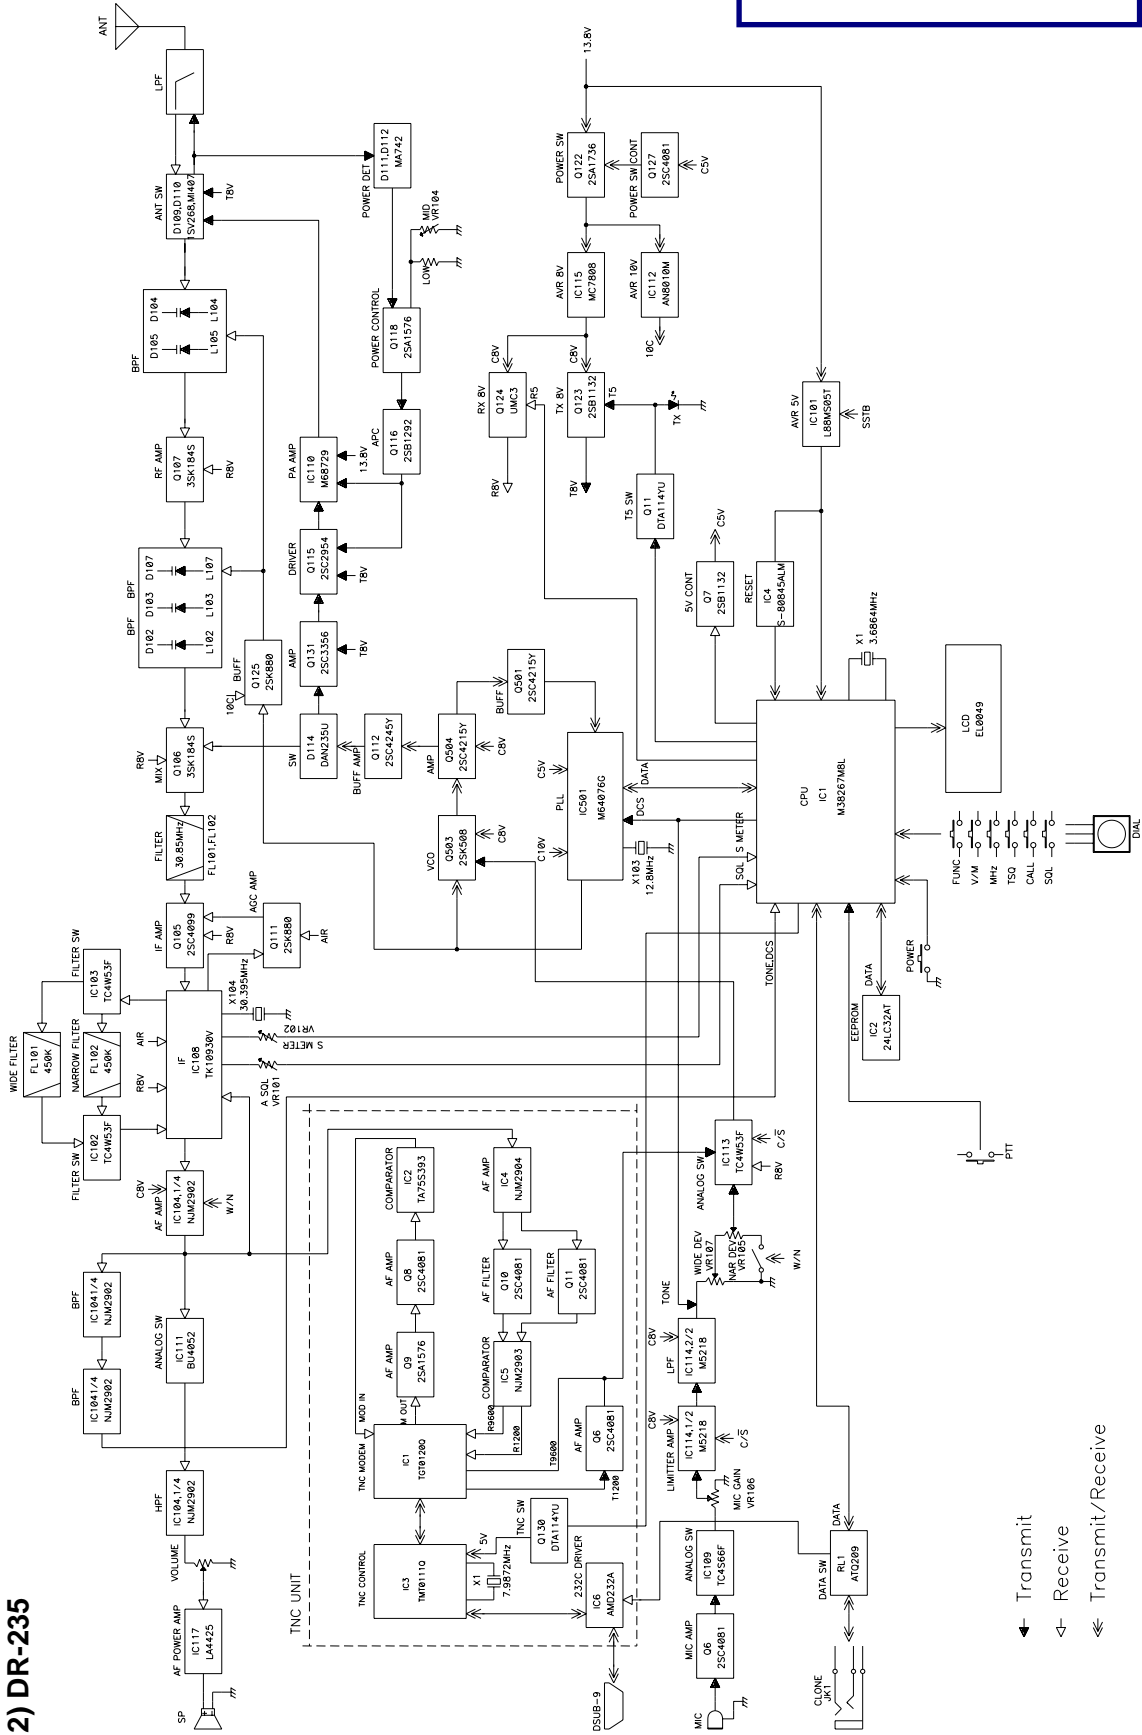 2) DR-235
SP
AF POWER AMP
IC117
LA4425
VOLUME
HPF
IC104,1/4
NJM2902
BPF
IC1041/4
NJM2902
BPF
IC1041/4
NJM2902
ANALOG SW
IC111
BU4052
C8V
AF AMP
IC104,1/4
NJM2902
W/N
WIDE FILTER
FL101
450K
NARROW FILTER
FL102
450K
FILTER SW
IC102
TC4W53F
FILTER SW
IC103
TC4W53F
R8V
AIR
IF
IC108
TK10930V
X104
30.395MHz
A SQL
VR101
S METER
VR102
IF AMP
Q105
2SC4099
R8V
AGC AMP
Q111
2SK880
AIR
FILTER
30.85MHz
FL101,FL102
R8V
MIX
Q106
3SK184S
BPF
BPF
D102
D103
D107
L102
L103
L107
10C
BUFF
Q125
2SK880
RF AMP
Q107
3SK184S
R8V
BPF
D105
D104
L105
L104
ANT SW
D109,D110
1SV268,MI407
T8V
LPF
ANT
SW
D114
DAN235U
AMP
Q131
2SC3356
T8V
DRIVER
Q115
2SC2954
T8V
PA AMP
IC110
M68729
13.8V
APC
Q116
2SB1292
POWER CONTROL
Q118
2SA1576
LOW
MID
VR104
POWER DET
D111,D112
MA742
BUFF AMP
Q112
2SC4245Y
AMP
Q504
2SC4215Y
C8V
BUFF
Q501
2SC4215Y
VCO
Q503
2SK508
C8V
C10V
PLL
C5V
IC501
M64076G
X103
12.8MHz
DCS
DATA
13.8V
POWER SW
Q122
2SA1736
POWER SW CONT
Q127
2SC4081
C5V
AVR 8V
IC115
MC7808
AVR 10V
IC112
AN8010M
10C
RX 8V
Q124
UMC3
C8V
R5
R8V
TX 8V
Q123
2SB1132
C8V
T5
T8V
TX
T5 SW
Q11
DTA114YU
5V CONT
Q7
2SB1132
C5V
RESET
IC4
S-80845ALM
AVR 5V
IC101
L88MS05T
SSTB
X1
3.6864MHz
CPU
IC1
M38267M8L
SQL
S METER
TONE,DCS
LCD
EL0049
FUNC
V/M
MHz
TSQ
CALL
SQL
DIAL
POWER
EEPROM
DATA
IC2
24LC32AT
PTT
TNC UNIT
TNC CONTROL
IC3
TMT0111Q
X1
7.9872MHz
5V
TNC SW
Q130
DTA114YU
232C DRIVER
IC6
AMD232A
DSUB-9
TNC MODEM
IC1
TGT0120Q
MOD IN
M OUT
R9600
R1200
T9600
T1200
AF AMP
Q9
2SA1576
AF AMP
Q8
2SC4081
COMPARATOR
IC2
TA75S393
COMPARATOR
IC5
NJM2903
AF FILTER
Q10
2SC4081
AF FILTER
Q11
2SC4081
AF AMP
IC4
NJM2904
AF AMP
Q6
2SC4081
MIC
MIC AMP
Q6
2SC4081
ANALOG SW
IC109
TC4S66F
MIC GAIN
VR106
LIMITTER AMP
IC114,1/2
M5218
C8V
C/S
LPF
IC114,2/2
M5218
C8V
TONE
WIDE DEV
VR107
NAR DEV
VR105
W/N
ANALOG SW
IC113
TC4W53F
R8V
C/S
CLONE
JK1
DATA SW
RL1
ATQ209
DATA
Transmit
Receive
Transmit/Receive